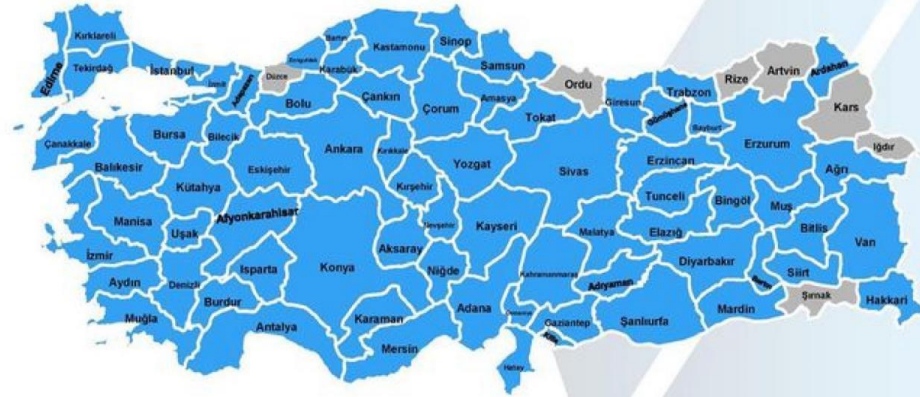 Kırklareli
Edirne
Tekirdağ
İstanbul
İzmit
Adapazarı
Düzce
Zonguldak
Bartın
Karabük
Kastamonu
Sinop
Samsun
Ordu
Giresun
Trabzon
Gümüşhane
Bayburt
Rize
Artvin
Ardahan
Kars
Iğdır
Çanakkale
Bursa
Bilecik
Bolu
Çankırı
Çorum
Amasya
Tokat
Balıkesir
Kütahya
Eskişehir
Ankara
Kırıkkale
Yozgat
Sivas
Erzincan
Erzurum
Ağrı
Manisa
Uşak
Afyonkarahisar
Kırşehir
Nevşehir
Kayseri
Malatya
Tunceli
Elazığ
Bingöl
Muş
Bitlis
Van
İzmir
Aydın
Denizli
Isparta
Konya
Aksaray
Niğde
Kahramanmaraş
Adıyaman
Diyarbakır
Siirt
Şırnak
Hakkari
Muğla
Burdur
Antalya
Karaman
Mersin
Adana
Gaziantep
Kilis
Şanlıurfa
Mardin
Hatay